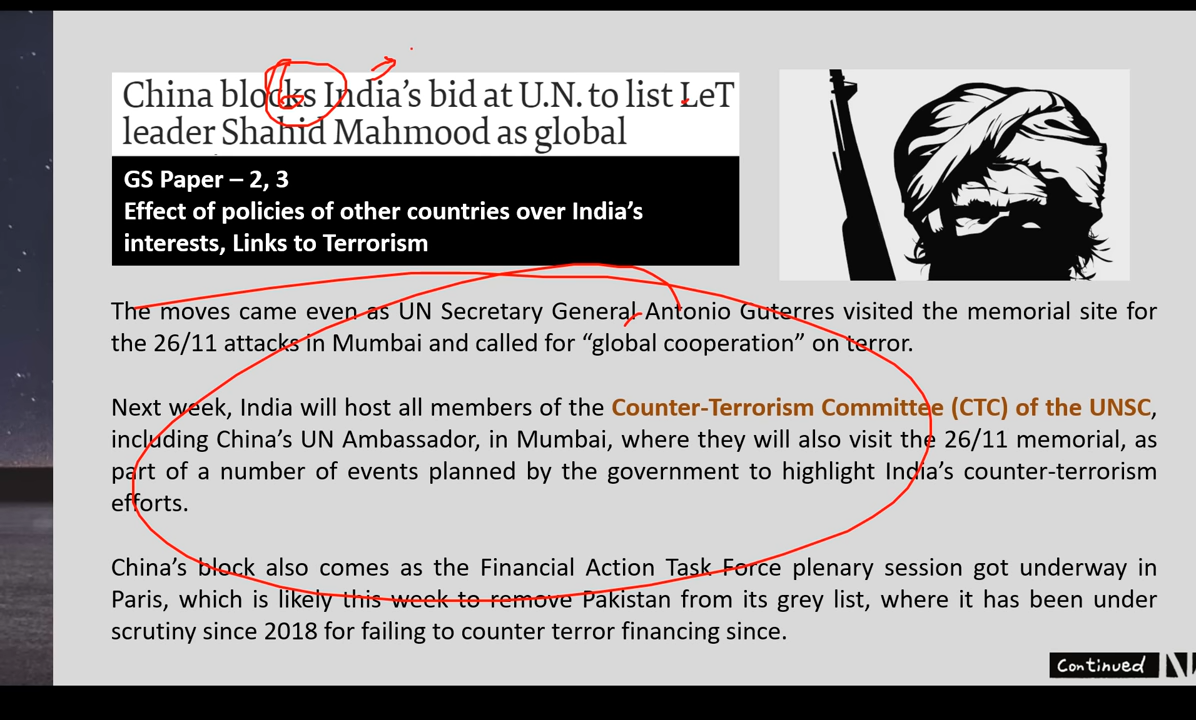 China blocks India's bid at U.N. to list LeT
leader Shahid Mahmood as global
GS Paper – 2, 3
Effect of policies of other countries over India's
interests, Links to Terrorism
The moves came even as UN Secretary General Antonio Guterres visited the memorial site for
the 26/11 attacks in Mumbai and called for “global cooperation” on terror.
Next week, India will host all members of the Counter-Terrorism Committee (CTC) of the UNSC,
including China's UN Ambassador, in Mumbai, where they will also visit the 26/11 memorial, as
part of a number of events planned by the government to highlight India's counter-terrorism
efforts.
China's block also comes as the Financial Action Task Force plenary session got underway in
Paris, which is likely this week to remove Pakistan from its grey list, where it has been under
scrutiny since 2018 for failing to counter terror financing since.
Continued